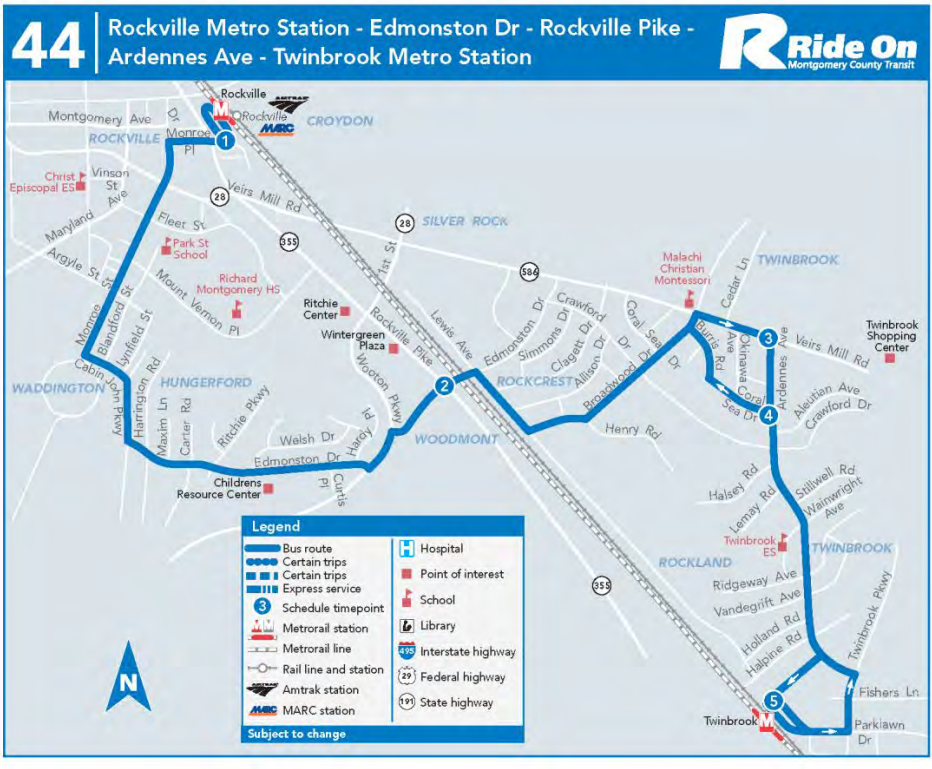 44
Rockville Metro Station - Edmonston Dr - Rockville Pike -
Ardennes Ave - Twinbrook Metro Station
Ride On
Montgomery County Transit
Rockville
M
AMTRAK
Rockville
MARC
CROYDON
Montgomery Ave
Dr
ROCKVILLE
Monroe
Pl
1
Christ
Episcopal ES
Vinson
St
28
Veirs Mill Rd
Maryland
Ave
Fleet St
28
SILVER ROCK
355
1st St
Park St
School
Argyle St
Richard
Montgomery HS
Mount Vernon Pl
586
Malachi
Christian
Montessori
Cedar Ln
TWINBROOK
Ritchie
Center
Wintergreen
Plaza
Rockville Pike
Lewis Ave
Edmonston Dr
Crawford
Dr
Simmons Dr
Clagett Dr
Allison Dr
Coral Sea
Dr
Burris Rd
Okinawa
Ave
3
Ardennes Ave
Veirs Mill Rd
Twinbrook
Shopping
Center
Monroe
Blandford St
Lynfield St
WADDINGTON
Cabin John Pkwy
HUNGERFORD
Harrington Rd
Maxim Ln
Carter Rd
Ritchie Pkwy
Wooton Pkwy
2
ROCKCREST
Broadwood Dr
Coral
Sea Dr
4
Aleutian Ave
Crawford Dr
Henry Rd
Welsh Dr
Hardy Pl
WOODMONT
Edmonston Dr
Curtis
Pl
Childrens
Resource Center
Halsey Rd
Lemay Rd
Stillwell Rd
Wainwright
Ave
Twinbrook
ES
TWINBROOK
ROCKLAND
355
Ridgeway Ave
Vandegrift Ave
Holland Rd
Halpine Rd
Twinbrook Pkwy
Fishers Ln
5
Twinbrook
M
Parklawn
Dr
N
Legend
Bus route
Certain trips
Certain trips
Express service
3
Schedule timepoint
M M
Metrorail station
Metrorail line
Rail line and station
AMTRAK
Amtrak station
MARC
MARC station
H
Hospital
Point of interest
School
Library
495
Interstate highway
29
Federal highway
191
State highway
Subject to change